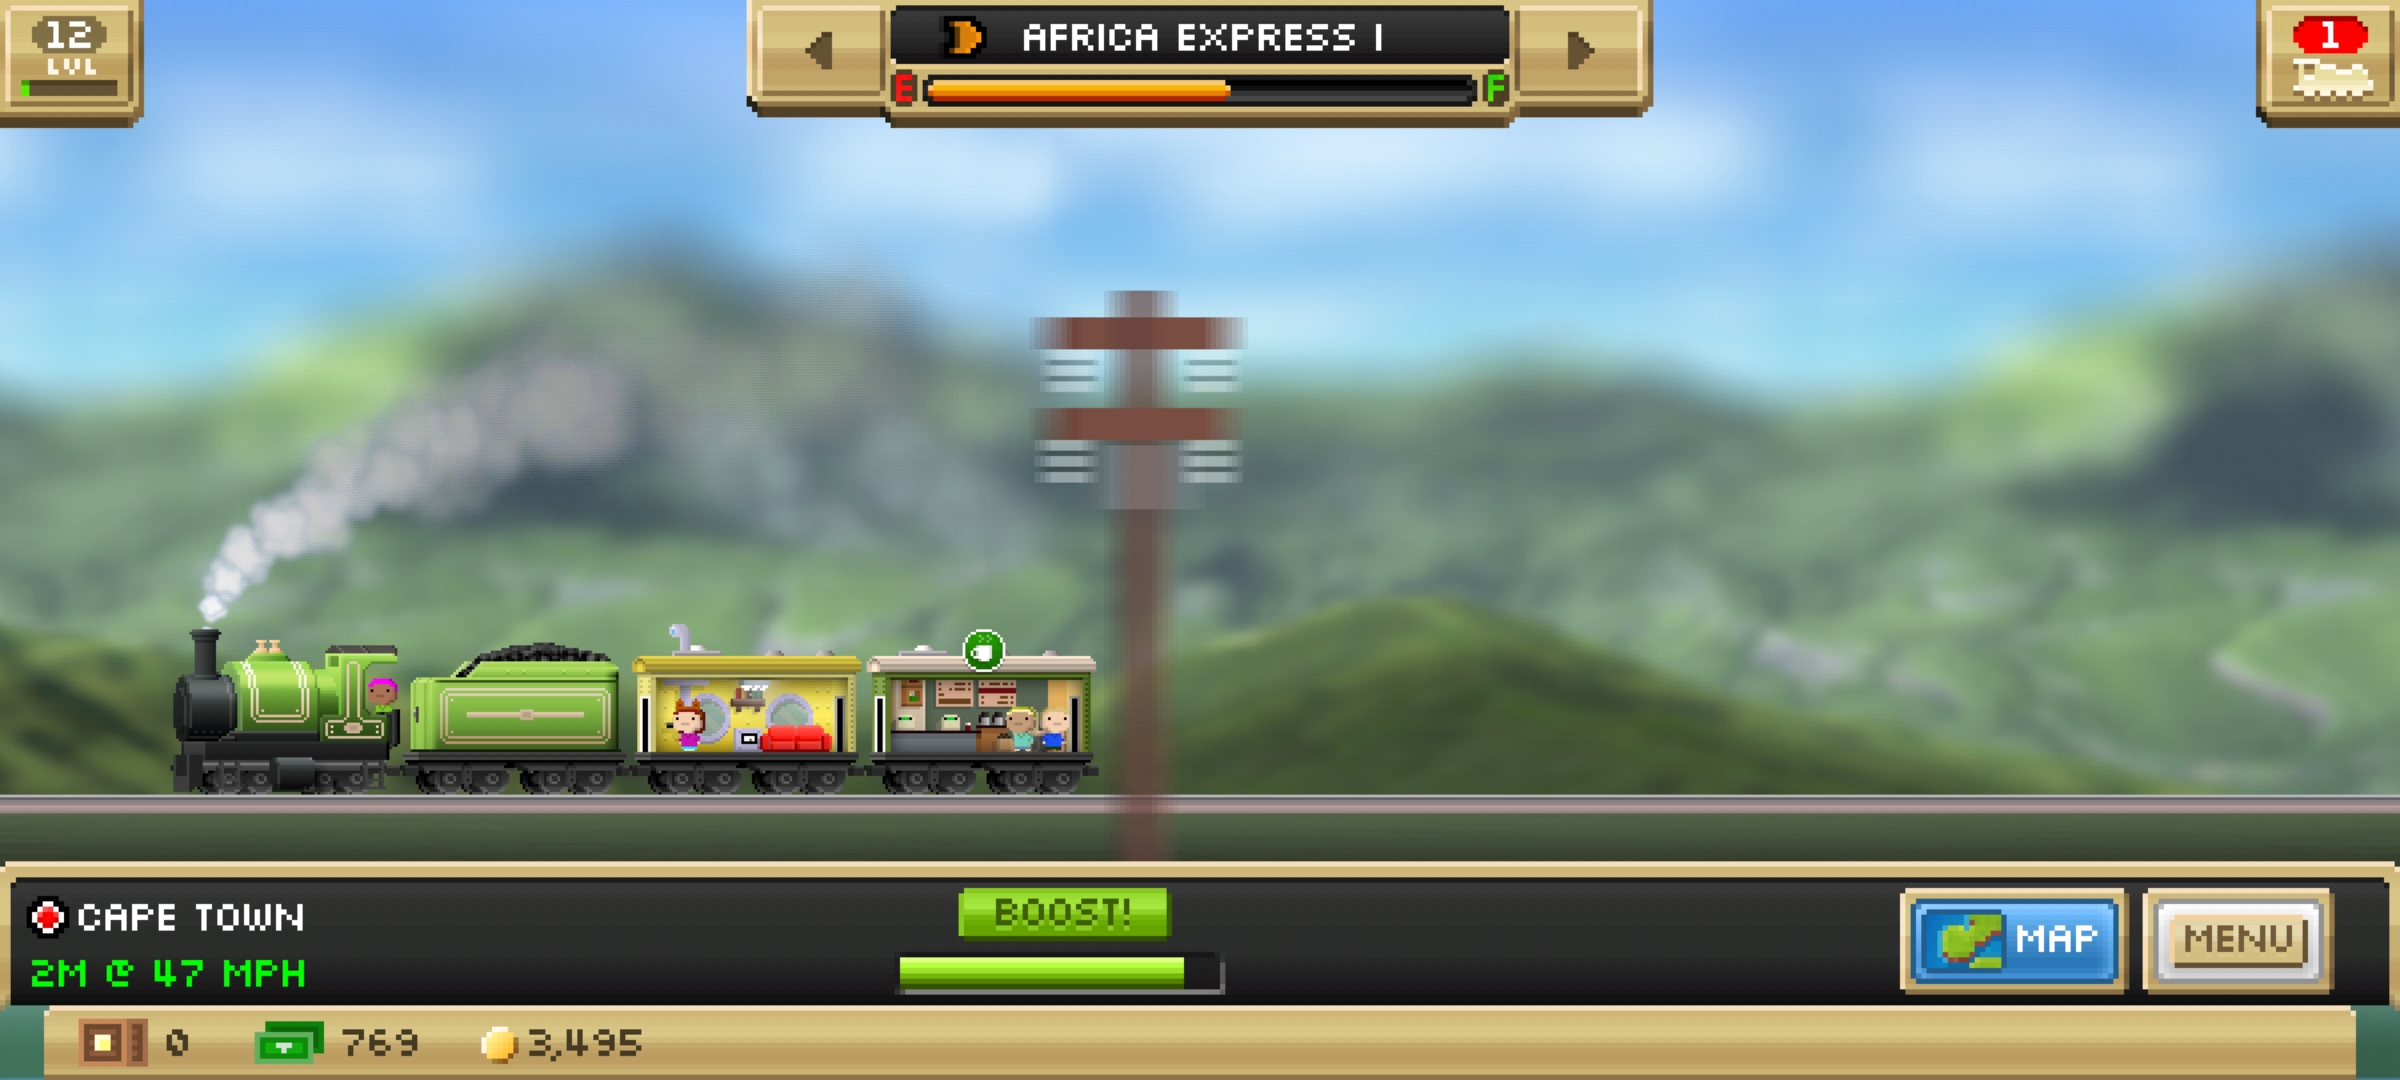 12
LVL
AFRICA EXPRESS I
E
F
1
CAPE TOWN
2M @ 47 MPH
BOOST!
MAP
MENU
0
769
3,495